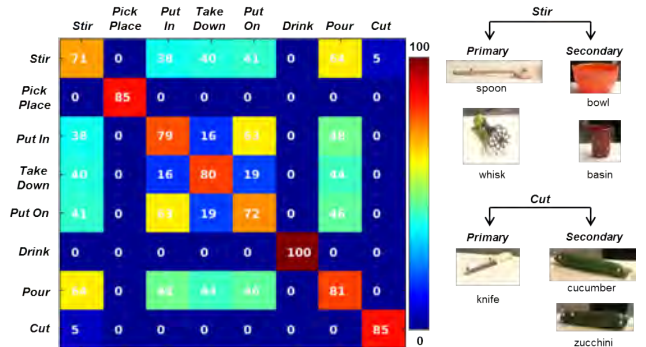 Stir Pick Place Put In Take Down Put On Drink Pour Cut
Stir 71 0 38 40 41 0 5
Pick Place 0 85 0 0 0 0 0 0
Put In 38 0 79 16 0 48 0
Take Down 40 0 16 80 19 0 44 0
Put On 41 0 19 72 0 46 0
Drink 0 0 0 0 0 100 0 0
Pour 0 48 44 46 0 81 0
Cut 5 0 0 0 0 0 0 85
100
0
Stir
Primary Secondary
spoon bowl
whisk basin
Cut
Primary Secondary
knife cucumber
zucchini